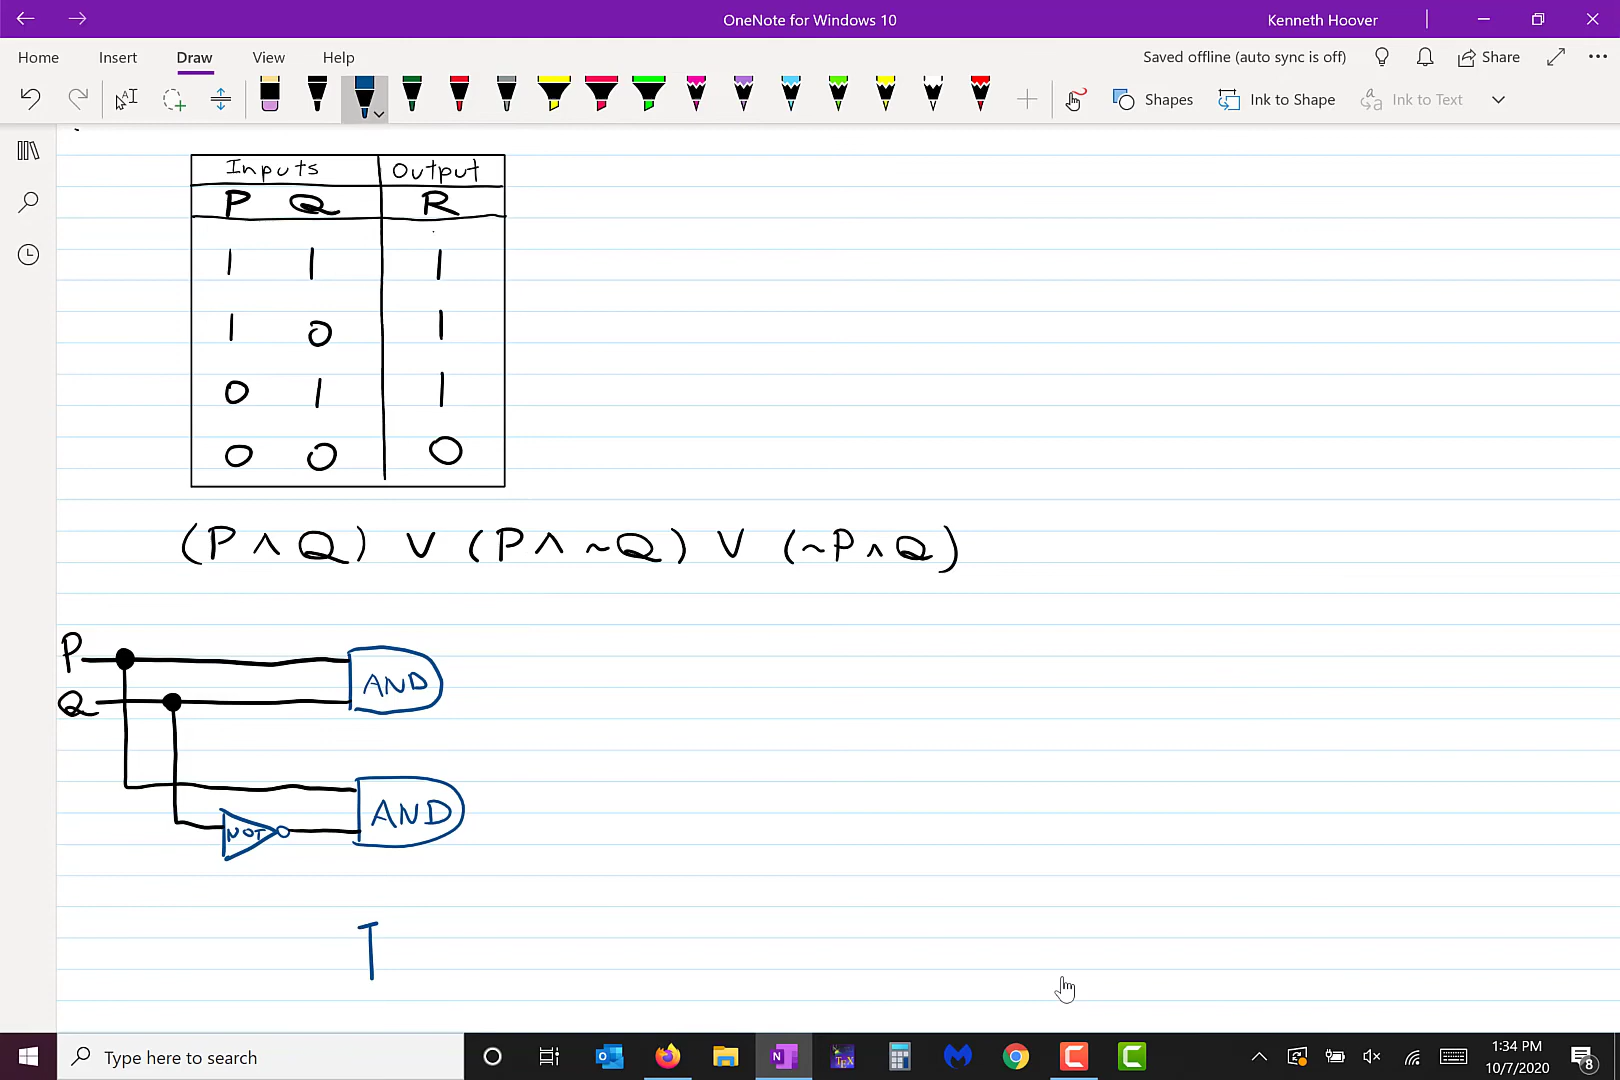 OneNote for Windows 10
Kenneth Hoover
Home Insert Draw View Help
Saved offline (auto sync is off) Share
Shapes Ink to Shape Ink to Text
Inputs Output
P Q R
1 1 1
1 0 1
0 1 1
0 0 0
(P ∧ Q) ∨ (P ∧ ~Q) ∨ (~P ∧ Q)
P
AND
Q
AND
NOT
Type here to search
1:34 PM
10/7/2020
8